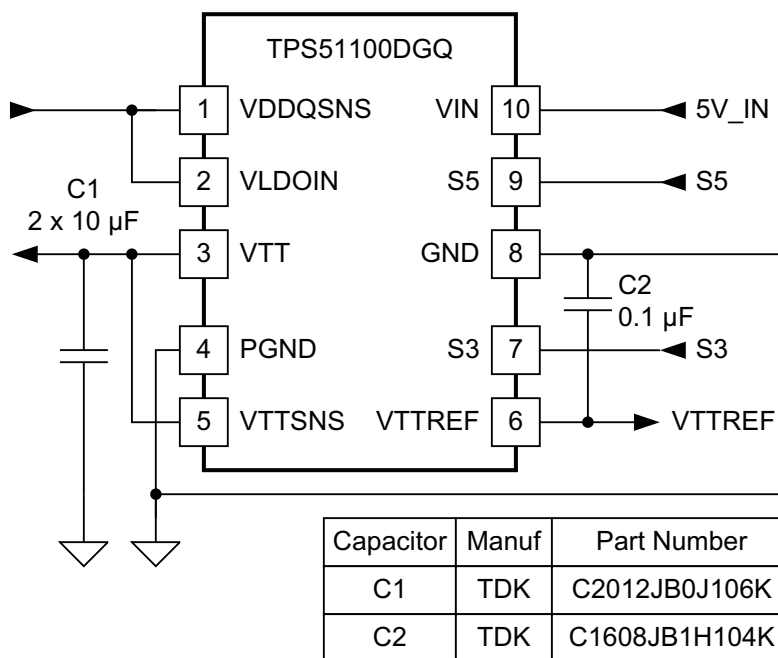 TPS51100DGQ
1 VDDQSNS VIN 10 5V_IN
2 VLDOIN S5 9 S5
C1
2 x 10 µF
3 VTT GND 8
C2
0.1 µF
4 PGND S3 7 S3
5 VTTSNS VTTREF 6 VTTREF
Capacitor Manuf Part Number
C1 TDK C2012JB0J106K
C2 TDK C1608JB1H104K